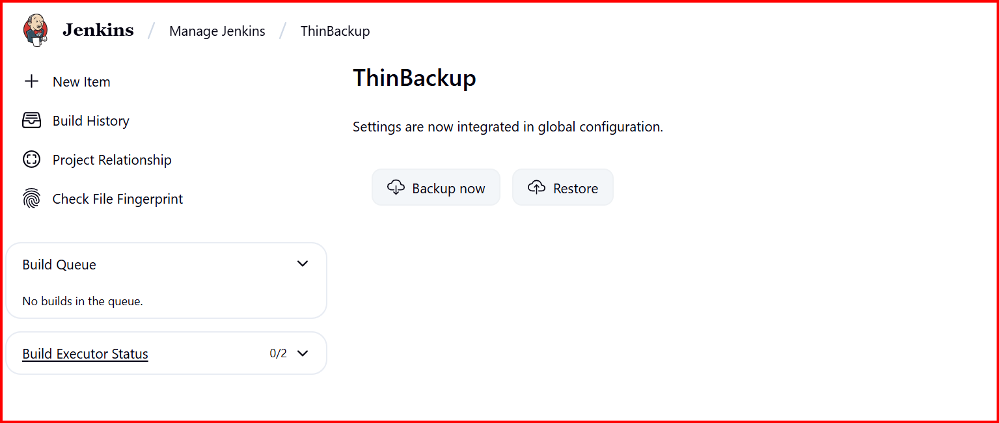 Jenkins / Manage Jenkins / ThinBackup
New Item
Build History
Project Relationship
Check File Fingerprint
Build Queue
No builds in the queue.
Build Executor Status 0/2
ThinBackup
Settings are now integrated in global configuration.
Backup now Restore